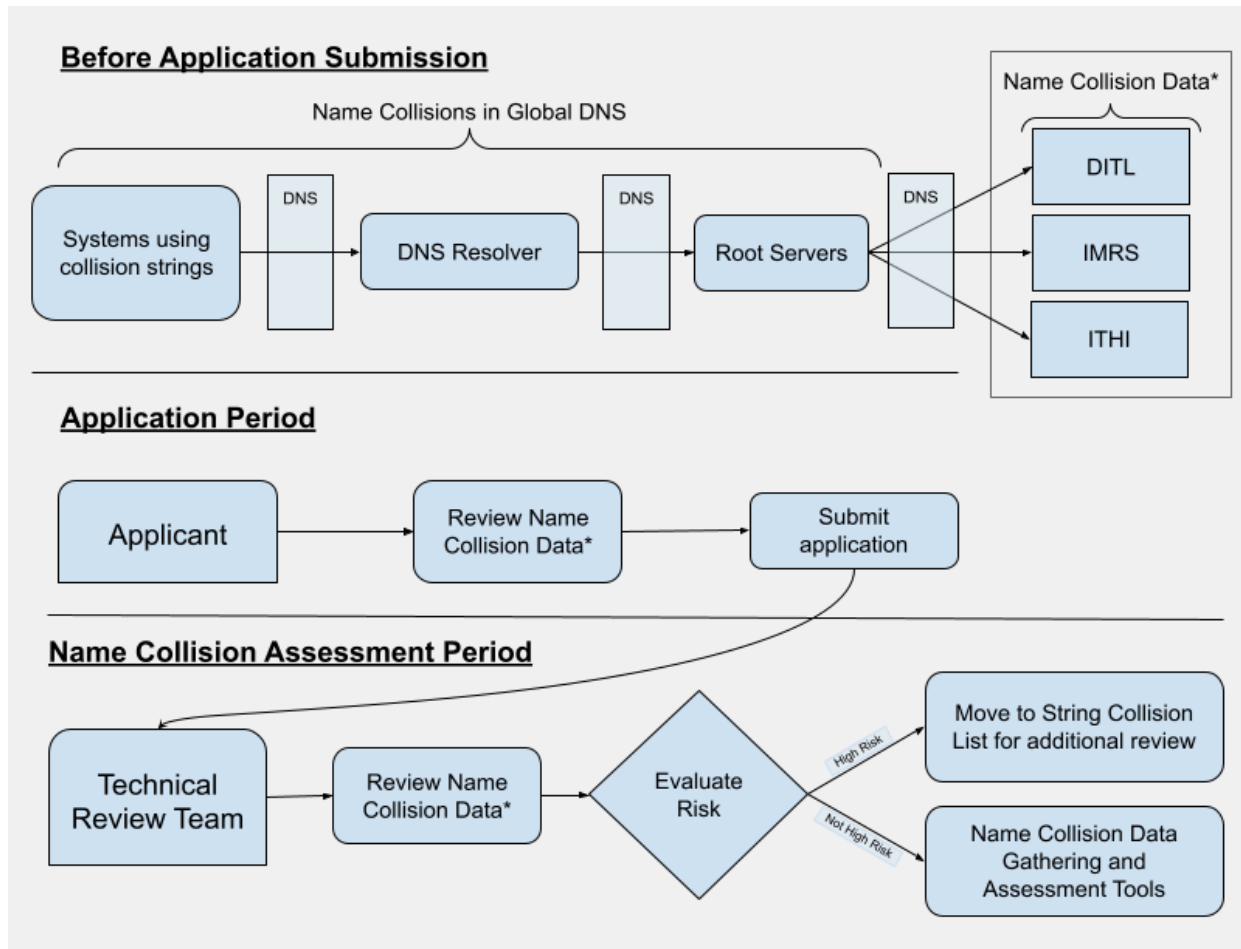 Before Application Submission
Name Collision Data*
Name Collisions in Global DNS
DITL
DNS
DNS
DNS
Systems using
collision strings
DNS Resolver
Root Servers
IMRS
ITHI
Application Period
Applicant
Review Name
Collision Data*
Submit
application
Name Collision Assessment Period
Technical
Review Team
Review Name
Collision Data*
Evaluate
Risk
High Risk
Move to String Collision
List for additional review
Not High Risk
Name Collision Data
Gathering and
Assessment Tools